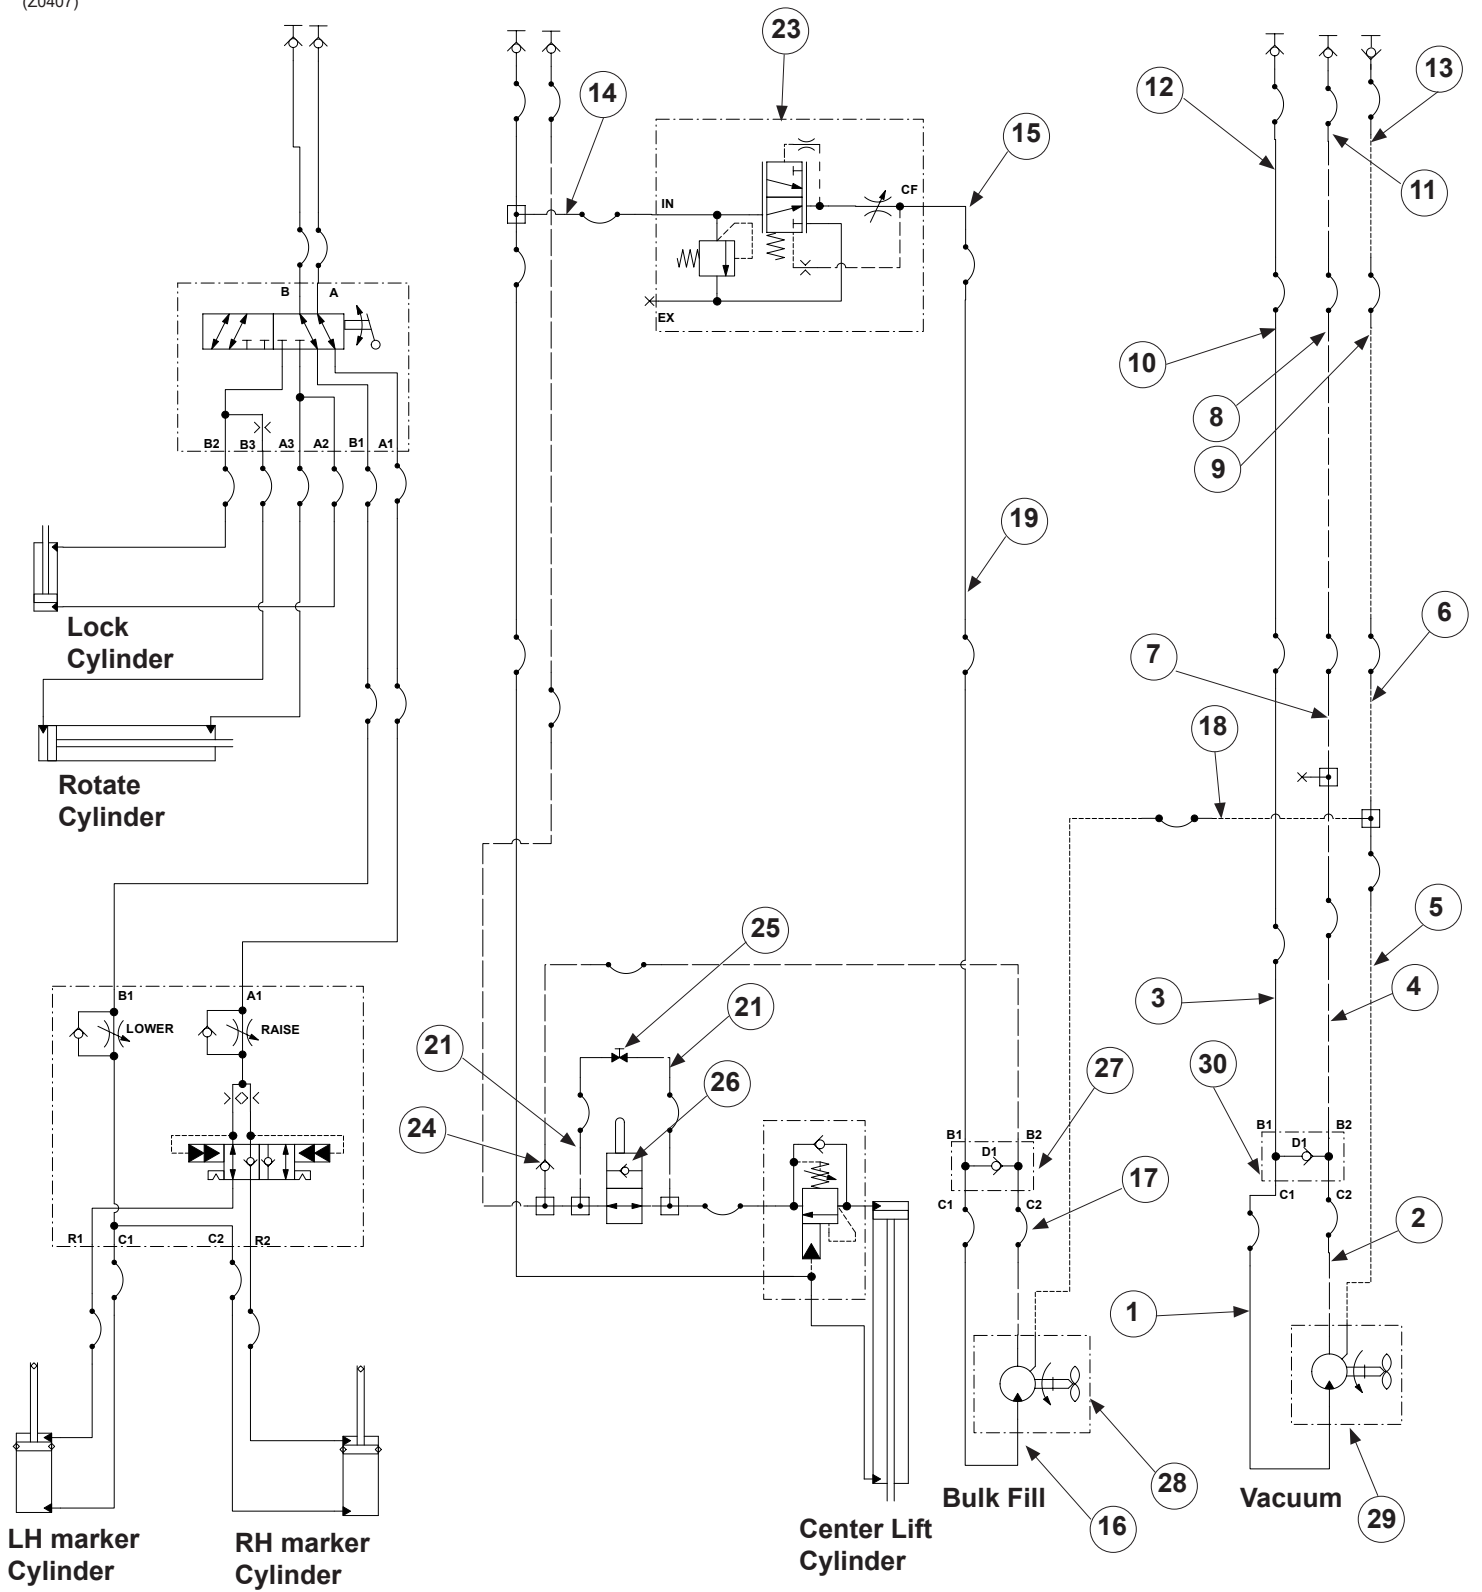 (Z0407)
23
14
12
13
15
11
IN
CF
EX
B
A
10
8
9
B2
B3
A3
A2
B1
A1
19
Lock
Cylinder
6
7
18
Rotate
Cylinder
5
25
3
4
B1
A1
LOWER
RAISE
21
21
26
27
30
24
B1
B2
D1
B1
B2
D1
17
C1
C2
C1
C2
2
R1
C1
C2
R2
1
28
29
16
Bulk Fill
Vacuum
Center Lift
Cylinder
LH marker
Cylinder
RH marker
Cylinder